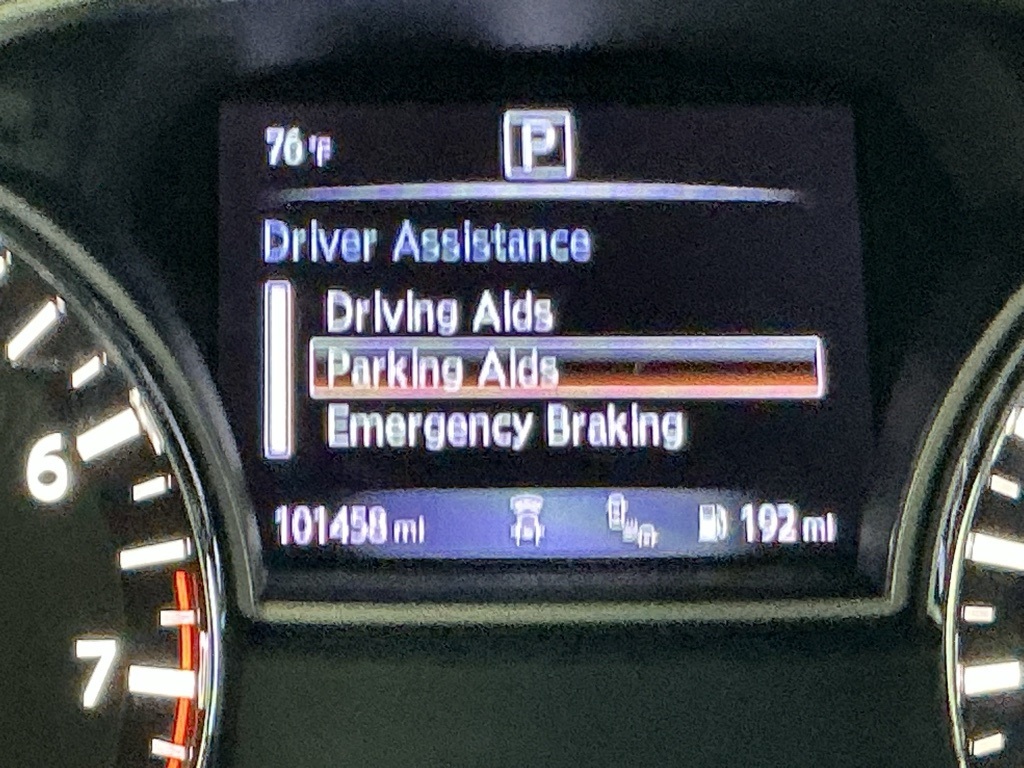 76°F
P
Driver Assistance
Driving Aids
Parking Aids
Emergency Braking
101458 mi
192 mi
6
7